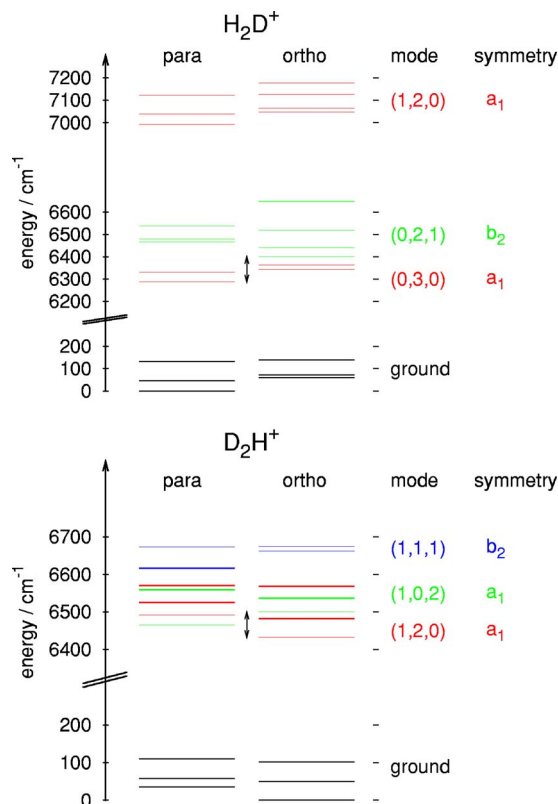 H₂D⁺
para ortho mode symmetry
7200
7100 (1,2,0) a₁
7000
energy / cm⁻¹
6600
6500 (0,2,1) b₂
6400
6300 (0,3,0) a₁
6200
200
100 ground
0
D₂H⁺
para ortho mode symmetry
energy / cm⁻¹
6700 (1,1,1) b₂
6600
(1,0,2) a₁
6500
(1,2,0) a₁
6400
200
100 ground
0